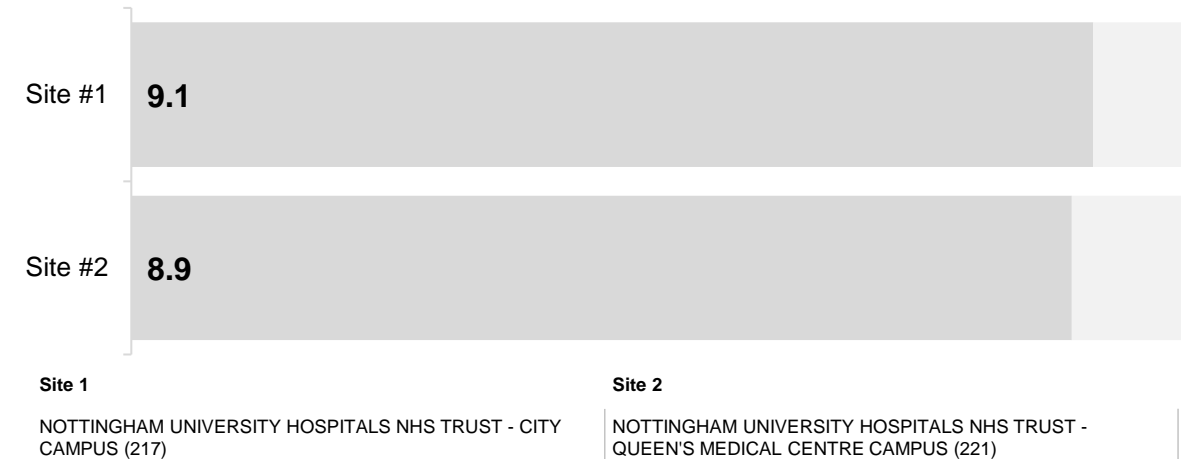 Site #1
9.1
Site #2
8.9
Site 1
Site 2
NOTTINGHAM UNIVERSITY HOSPITALS NHS TRUST - CITY
CAMPUS (217)
NOTTINGHAM UNIVERSITY HOSPITALS NHS TRUST -
QUEEN'S MEDICAL CENTRE CAMPUS (221)